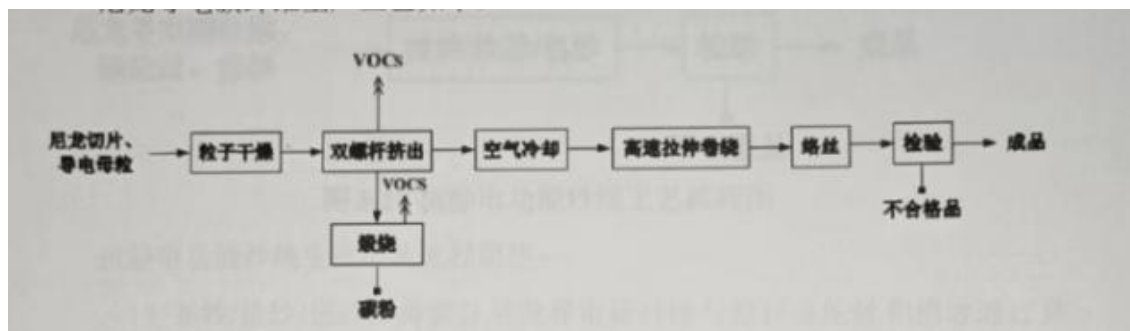 VOCs
尼龙切片、
导电母粒
粒子干燥
双螺杆挤出
空气冷却
高速拉伸卷绕
络丝
检验
成品
VOCS
不合格品
煅烧
碳粉